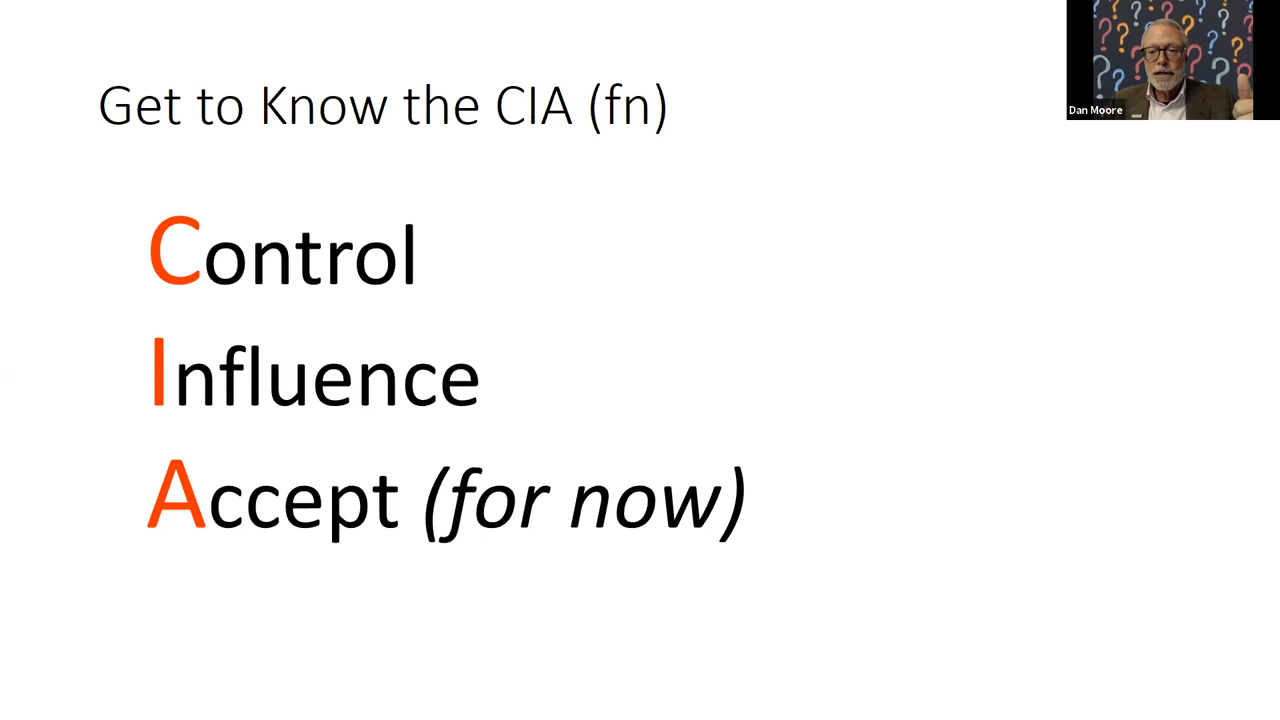 Get to Know the CIA (fn)
Dan Moore
Control
Influence
Accept (for now)